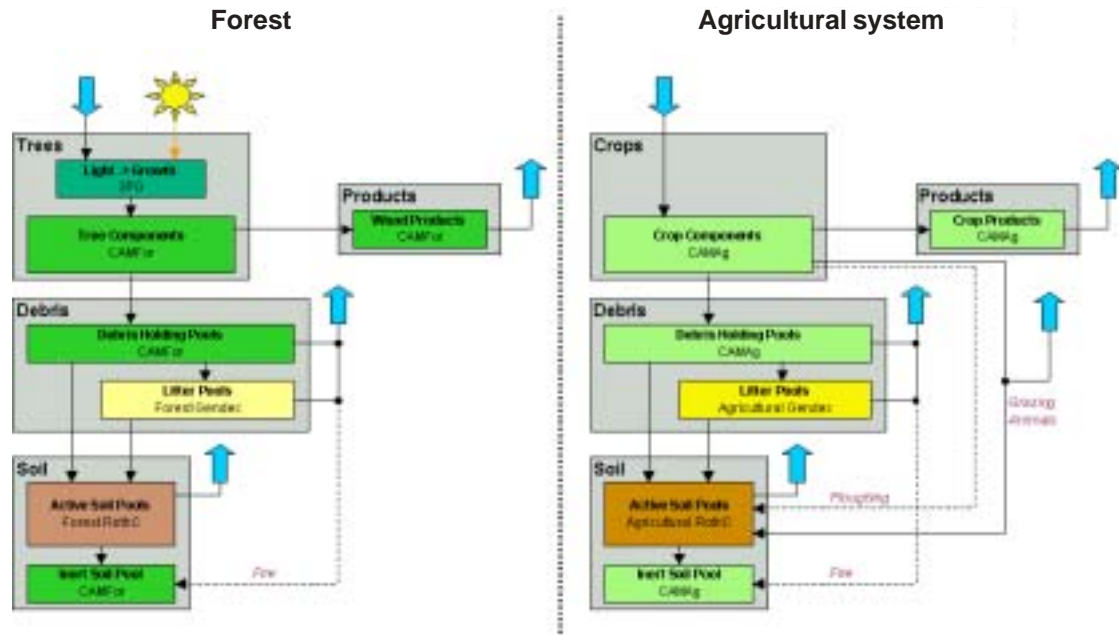 Forest
Trees
Light -> Growth
3PG
Tree Components
CAMFor
Products
Wood Products
CAMFor
Debris
Debris Holding Pools
CAMFor
Litter Pools
Forest Gendec
Soil
Active Soil Pools
Forest RothC
Inert Soil Pool
CAMFor
Fire
Agricultural system
Crops
Crop Components
CAMAg
Products
Crop Products
CAMAg
Debris
Debris Holding Pools
CAMAg
Litter Pools
Agricultural Gendec
Grazing
Animals
Soil
Active Soil Pools
Agricultural RothC
Ploughing
Inert Soil Pool
CAMAg
Fire